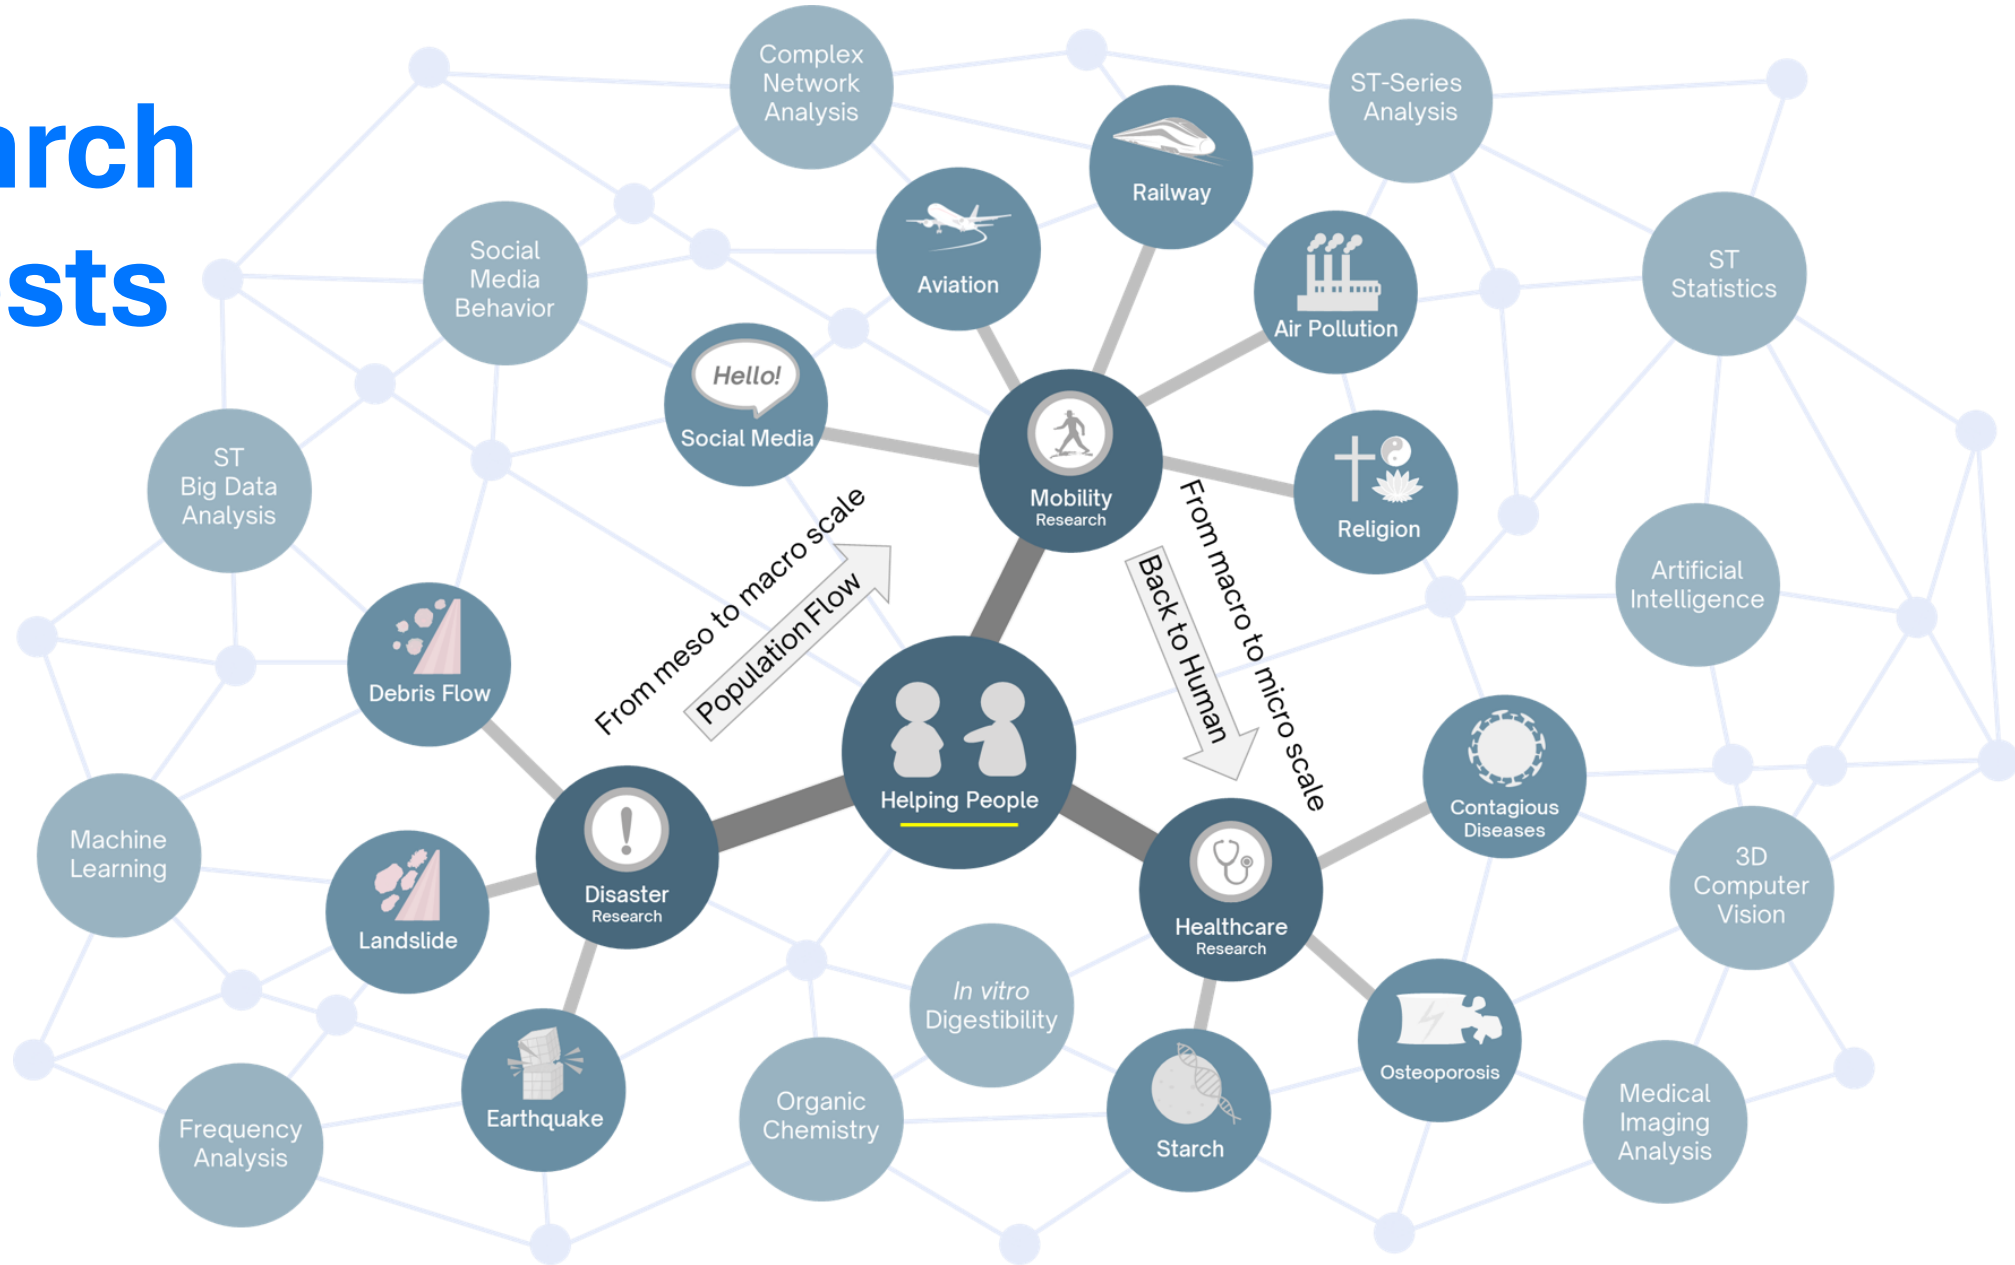 arch
ests
Complex
Network
Analysis
ST-Series
Analysis
Railway
Aviation
Social
Media
Behavior
ST
Statistics
Air Pollution
Hello!
Social Media
ST
Big Data
Analysis
Mobility
Research
Religion
From meso to macro scale
Population Flow
From macro to micro scale
Back to Human
Artificial
Intelligence
Debris Flow
Helping People
Contagious
Diseases
Machine
Learning
Disaster
Research
Landslide
Healthcare
Research
3D
Computer
Vision
In vitro
Digestibility
Osteoporosis
Earthquake
Organic
Chemistry
Starch
Medical
Imaging
Analysis
Frequency
Analysis